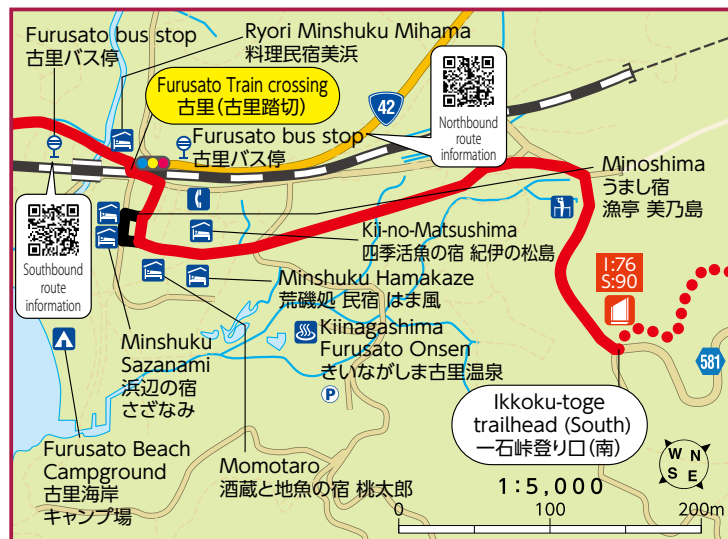 Furusato bus stop
古里バス停
Ryori Minshuku Mihama
料理民宿美浜
Furusato Train crossing
古里(古里踏切)
42
Northbound
route
information
Furusato bus stop
古里バス停
Minoshima
うまし宿
漁亭 美乃島
Southbound
route
information
Kii-no-Matsushima
四季活魚の宿 紀伊の松島
I:76
S:90
Minshuku Hamakaze
荒磯処 民宿 はま風
Minshuku
Sazanami
浜辺の宿
さざなみ
Kiinagashima
Furusato Onsen
きいながしま古里温泉
P
581
Ikkoku-toge
trailhead (South)
一石峠登り口(南)
Furusato Beach
Campground
古里海岸
キャンプ場
Momotaro
酒蔵と地魚の宿 桃太郎
W N
S E
1:5,000
0 100 200m